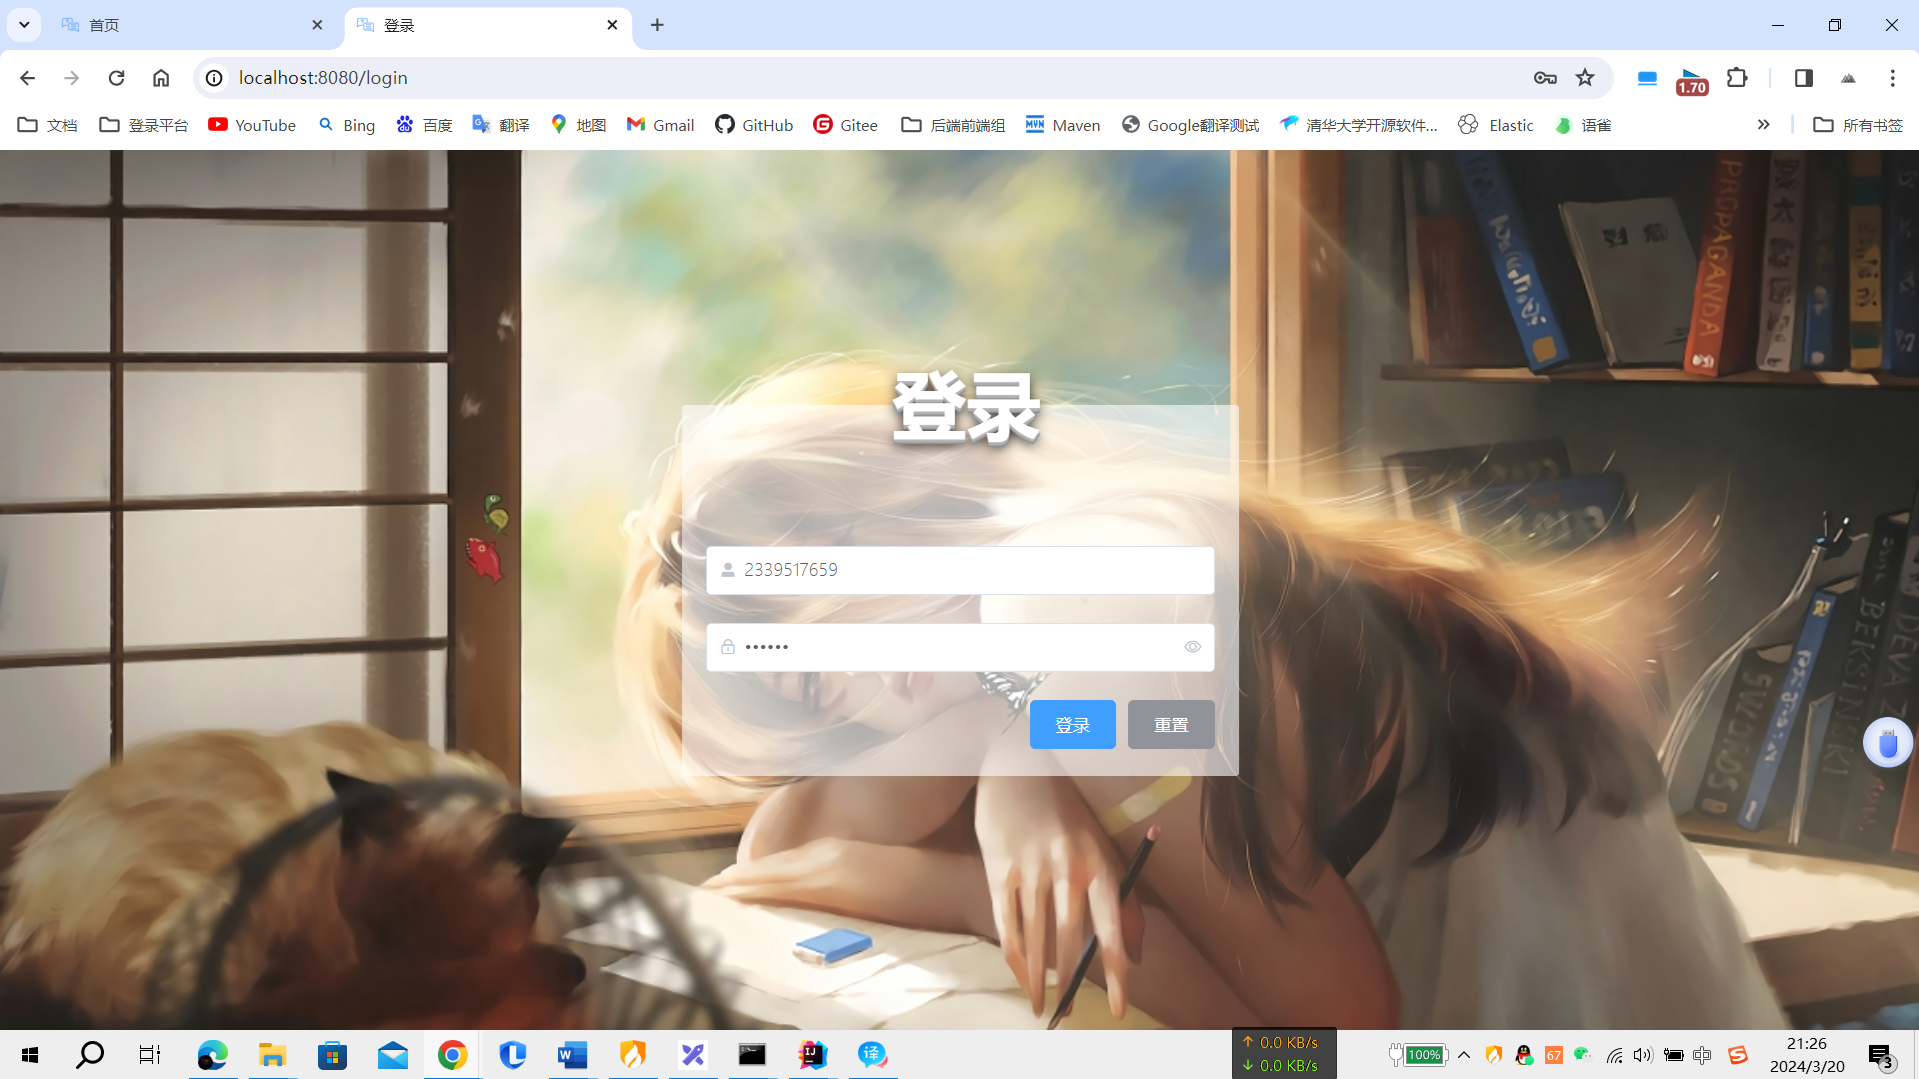 首页
登录
localhost:8080/login
1.70
文档
登录平台
YouTube
Bing
百度
翻译
地图
Gmail
GitHub
Gitee
后端前端组
Maven
Google翻译测试
清华大学开源软件...
Elastic
语雀
所有书签
PROPAGANDA
登录
2339517659
••••••
登录
重置
SWORDS
BEKSINSKI
↑ 0.0 KB/s
↓ 0.0 KB/s
100%
67
中
21:26
2024/3/20
3